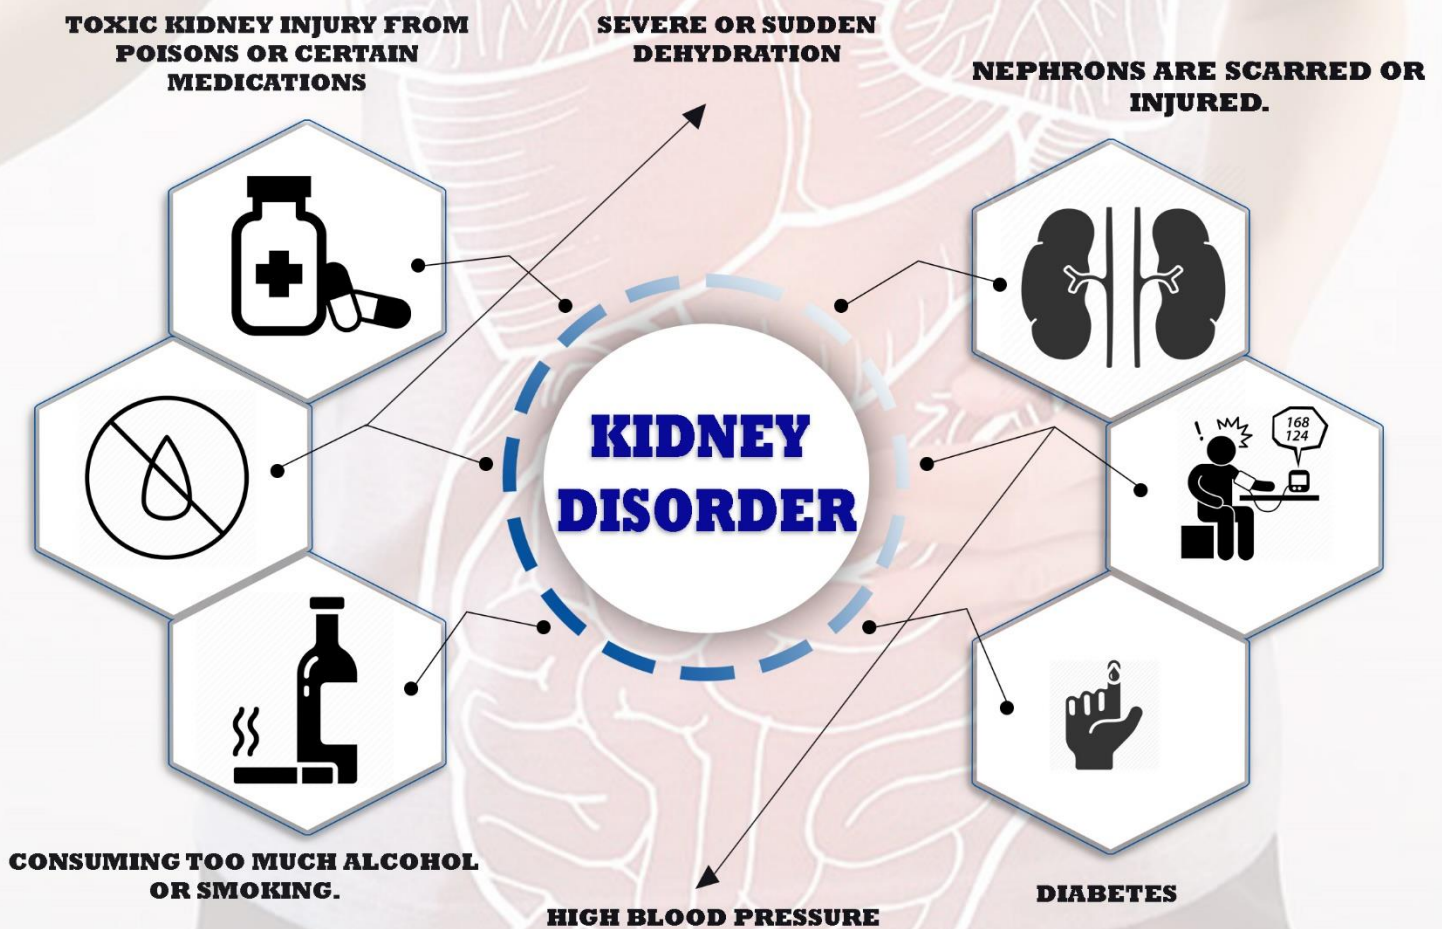 TOXIC KIDNEY INJURY FROM
POISONS OR CERTAIN
MEDICATIONS
SEVERE OR SUDDEN
DEHYDRATION
NEPHRONS ARE SCARRED OR
INJURED.
!
168
124
KIDNEY
DISORDER
CONSUMING TOO MUCH ALCOHOL
OR SMOKING.
HIGH BLOOD PRESSURE
DIABETES